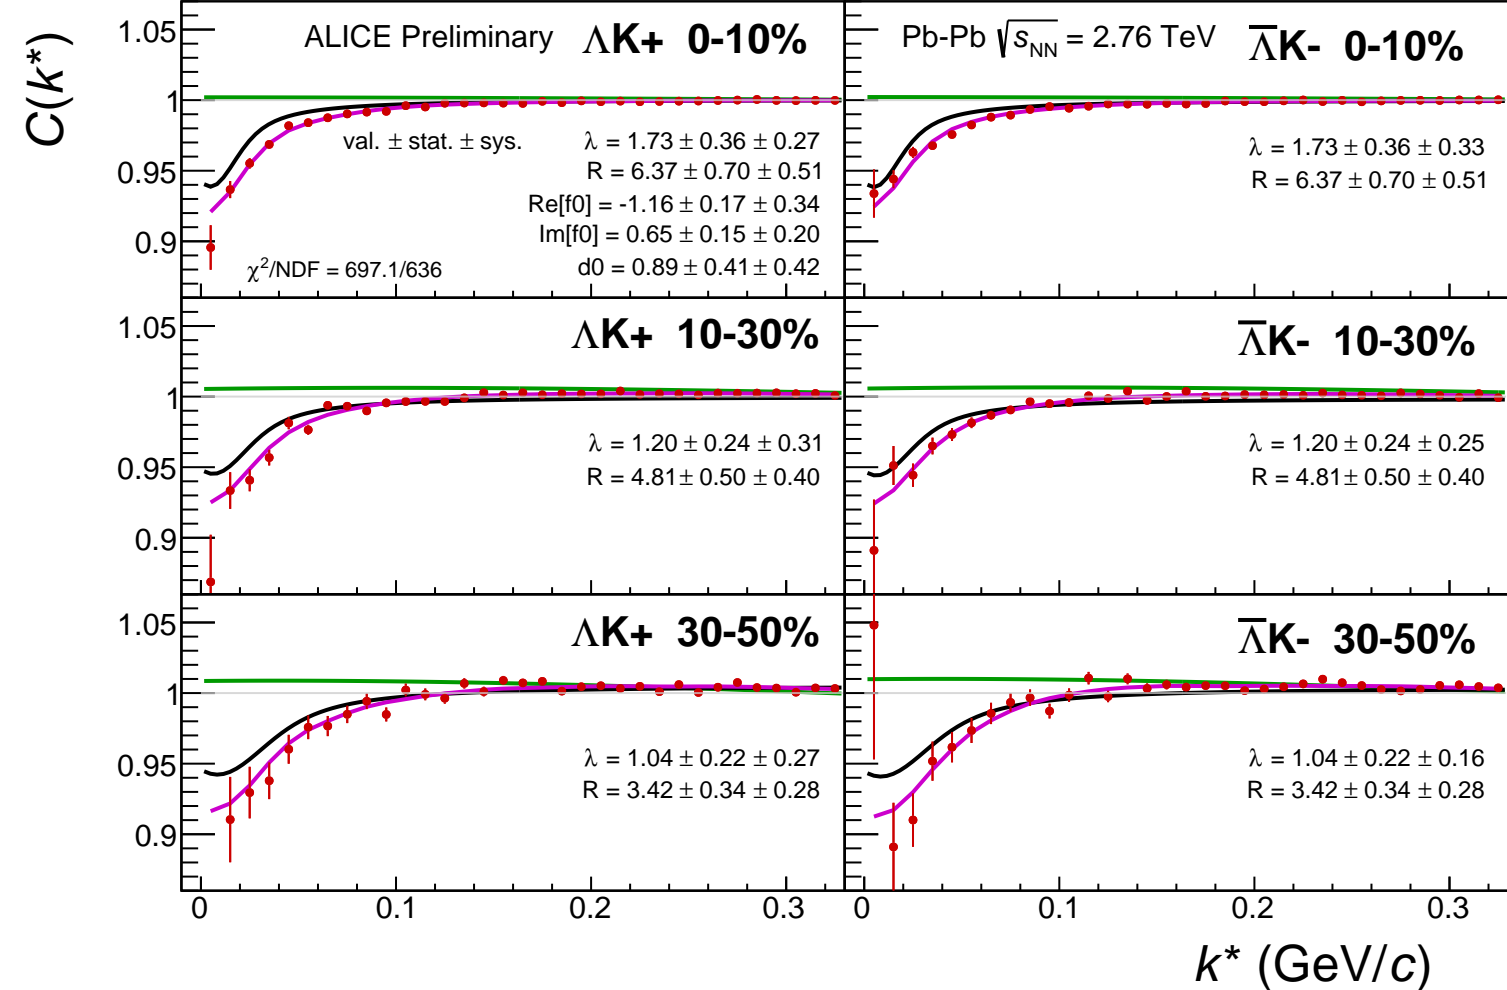 C(k*)
ALICE Preliminary ΛK+ 0-10%
1.05
1
0.95
0.9
val. ± stat. ± sys.
λ = 1.73 ± 0.36 ± 0.27
R = 6.37 ± 0.70 ± 0.51
Re[f0] = -1.16 ± 0.17 ± 0.34
Im[f0] = 0.65 ± 0.15 ± 0.20
χ²/NDF = 697.1/636
d0 = 0.89 ± 0.41 ± 0.42
Pb-Pb √sNN = 2.76 TeV Λ̅K- 0-10%
λ = 1.73 ± 0.36 ± 0.33
R = 6.37 ± 0.70 ± 0.51
ΛK+ 10-30%
1.05
1
0.95
0.9
λ = 1.20 ± 0.24 ± 0.31
R = 4.81 ± 0.50 ± 0.40
Λ̅K- 10-30%
λ = 1.20 ± 0.24 ± 0.25
R = 4.81 ± 0.50 ± 0.40
ΛK+ 30-50%
1.05
1
0.95
0.9
λ = 1.04 ± 0.22 ± 0.27
R = 3.42 ± 0.34 ± 0.28
Λ̅K- 30-50%
λ = 1.04 ± 0.22 ± 0.16
R = 3.42 ± 0.34 ± 0.28
0 0.1 0.2 0.3
0 0.1 0.2 0.3
k* (GeV/c)